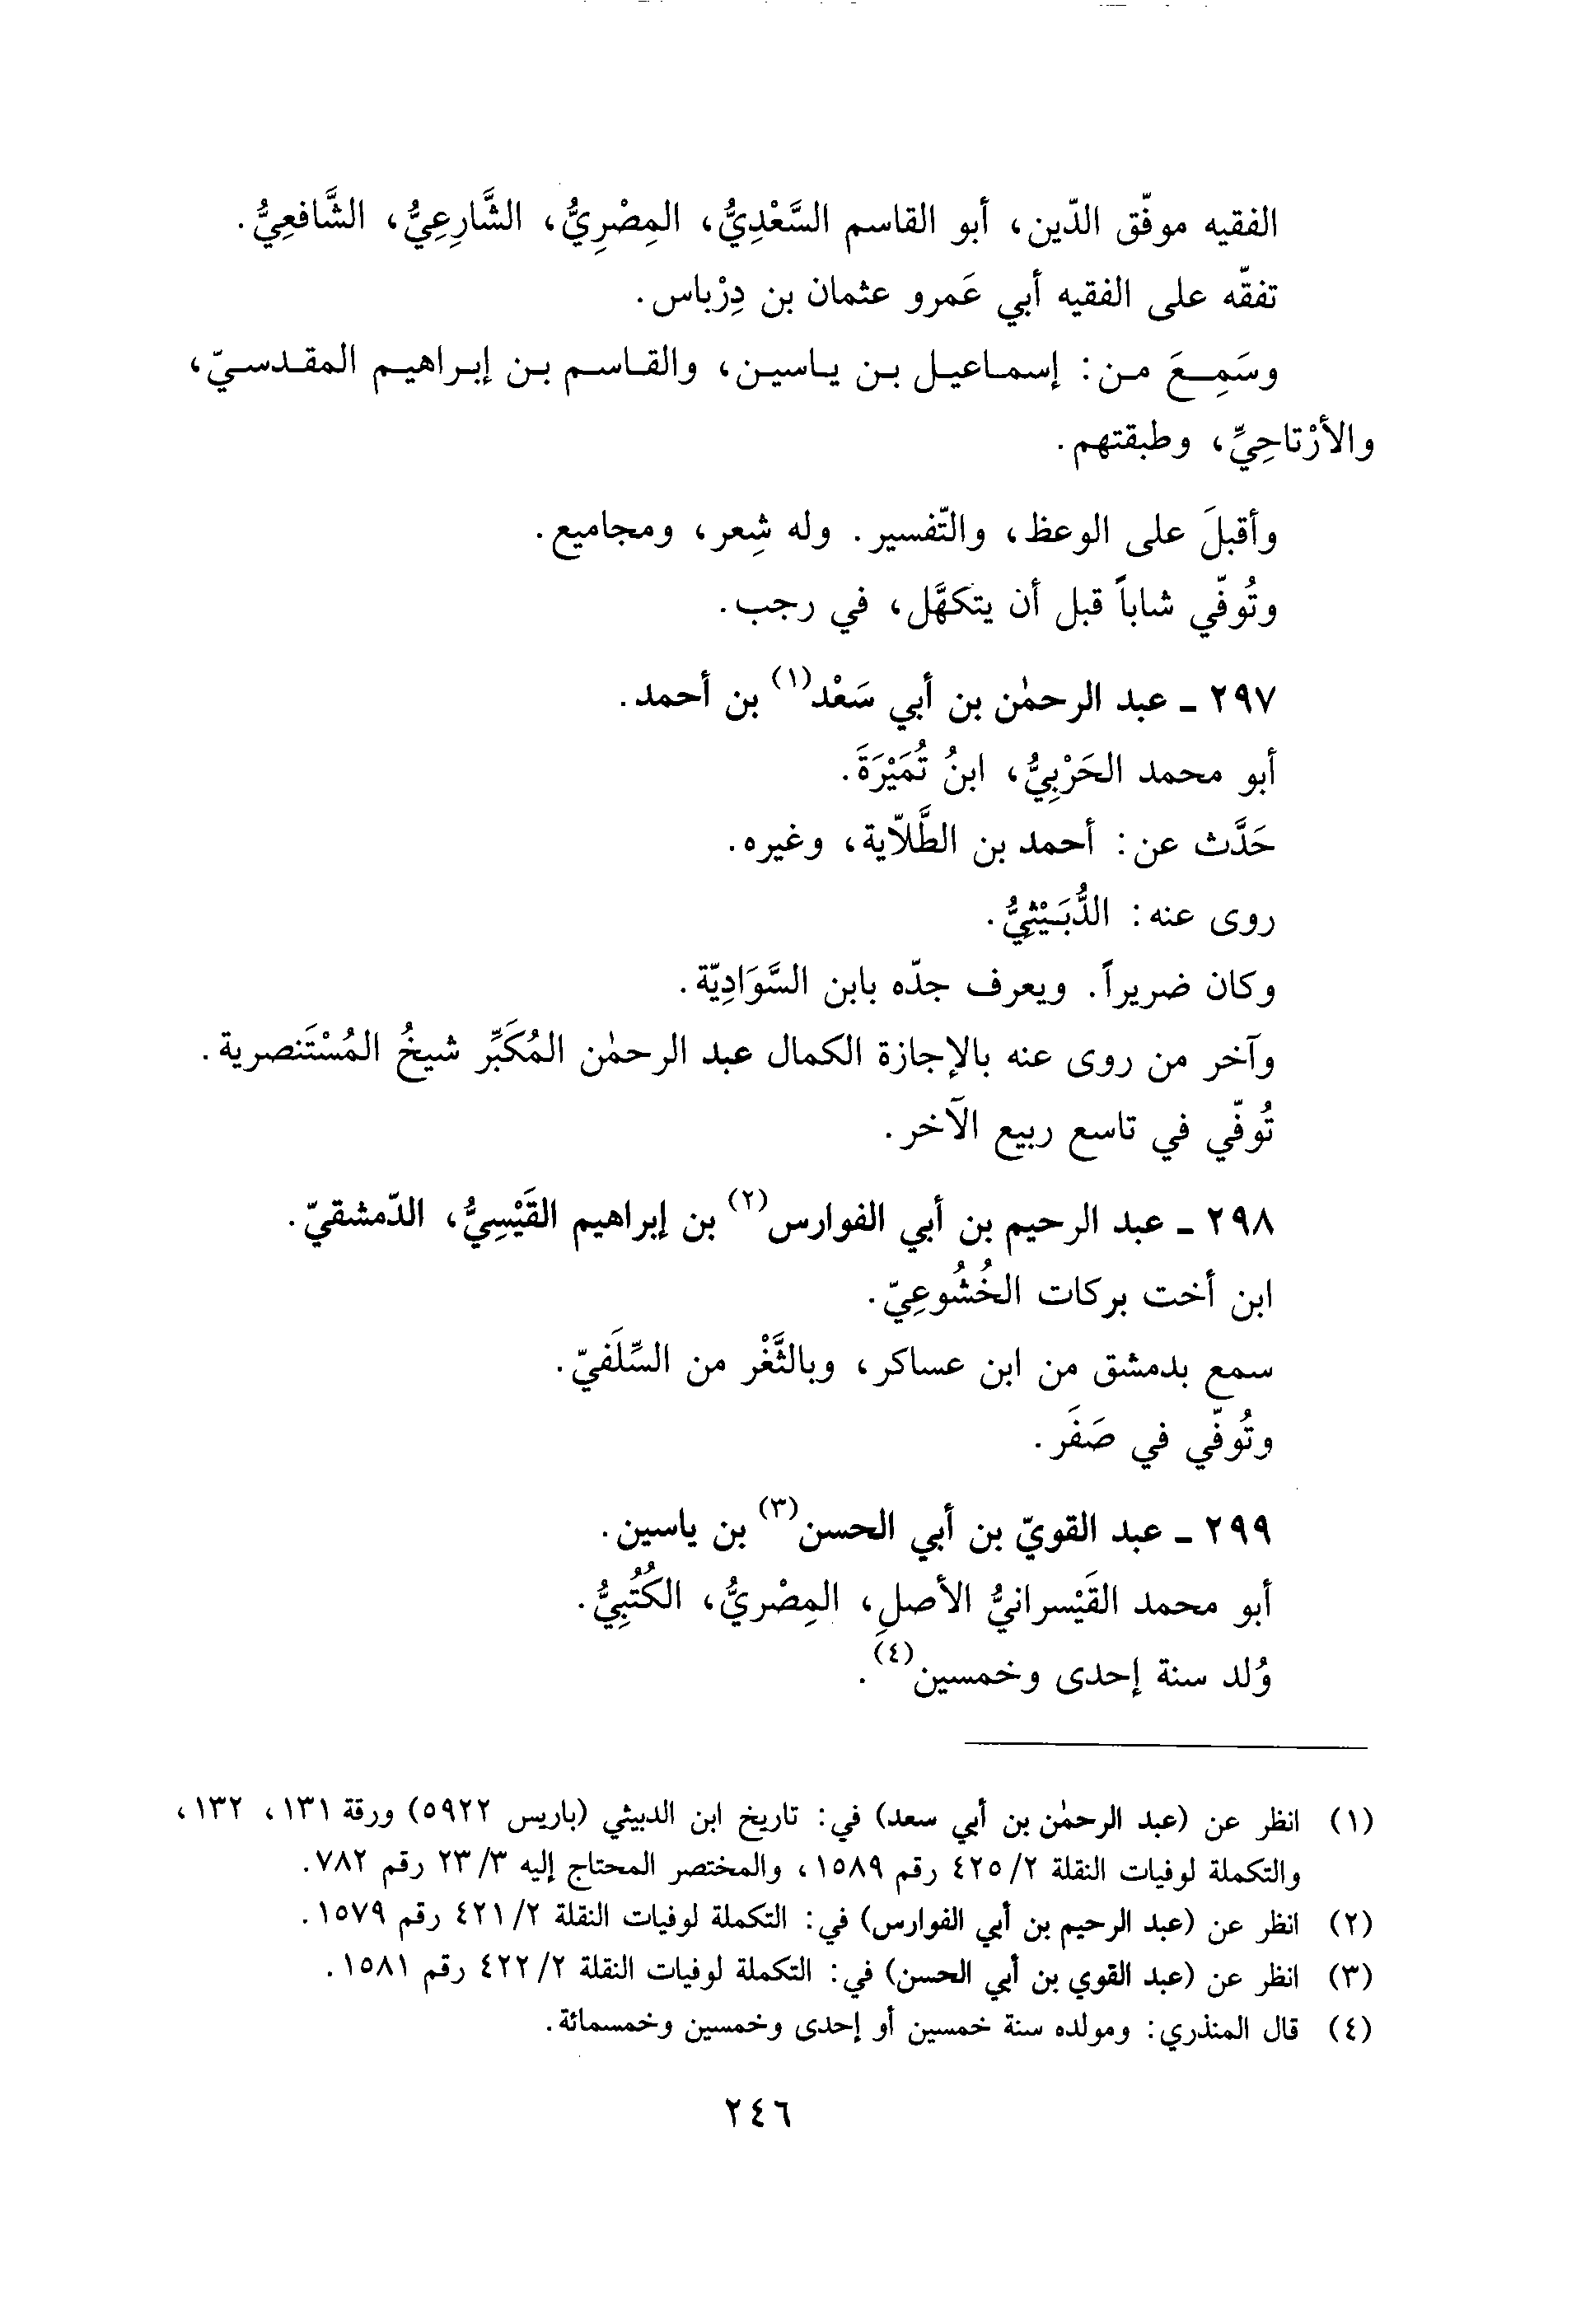 الفقيه موفّق الدّين، أبو القاسم السَّعْدِيُّ، المِصْرِيُّ، الشَّارِعِيُّ، الشَّافعِيُّ.
تفقّه على الفقيه أبي عَمرو عثمان بن دِرْباس.
وسَمِعَ من: إسماعيل بن ياسين، والقاسم بن إبراهيم المقدسيّ،
والأرْتاحِيِّ، وطبقتهم.
وأقبلَ على الوعظ، والتّفسير. وله شِعر، ومجاميع.
وتُوفّي شاباً قبل أن يتكهَّل، في رجب.
٢٩٧ ـ عبد الرحمٰن بن أبي سَعْد(١) بن أحمد.
أبو محمد الحَرْبِيُّ، ابنُ تُمَيْرَةَ.
حَدَّث عن: أحمد بن الطَّلّاية، وغيره.
روى عنه: الدُّبَيْثِيُّ.
وكان ضريراً. ويعرف جدّه بابن السَّوَادِيّة.
وآخر من روى عنه بالإجازة الكمال عبد الرحمٰن المُكَبِّر شيخُ المُسْتَنصرية.
تُوفّي في تاسع ربيع الآخر.
٢٩٨ ـ عبد الرحيم بن أبي الفوارس(٢) بن إبراهيم القَيْسِيُّ، الدّمشقيّ.
ابن أخت بركات الخُشُوعِيّ.
سمع بدمشق من ابن عساكر، وبالثَّغْر من السِّلَفيّ.
وتُوفّي في صَفَر.
٢٩٩ ـ عبد القويّ بن أبي الحسن(٣) بن ياسين.
أبو محمد القَيْسرانيُّ الأصلِ، المِصْريُّ، الكُتُبِيُّ.
وُلد سنة إحدى وخمسين(٤).
(١) انظر عن (عبد الرحمٰن بن أبي سعد) في: تاريخ ابن الدبيثي (باريس ٥٩٢٢) ورقة ١٣١، ١٣٢،
والتكملة لوفيات النقلة ٤٢٥/٢ رقم ١٥٨٩، والمختصر المحتاج إليه ٢٣/٣ رقم ٧٨٢.
(٢) انظر عن (عبد الرحيم بن أبي الفوارس) في: التكملة لوفيات النقلة ٤٢١/٢ رقم ١٥٧٩.
(٣) انظر عن (عبد القوي بن أبي الحسن) في: التكملة لوفيات النقلة ٤٢٢/٢ رقم ١٥٨١.
(٤) قال المنذري: ومولده سنة خمسين أو إحدى وخمسين وخمسمائة.
٢٤٦